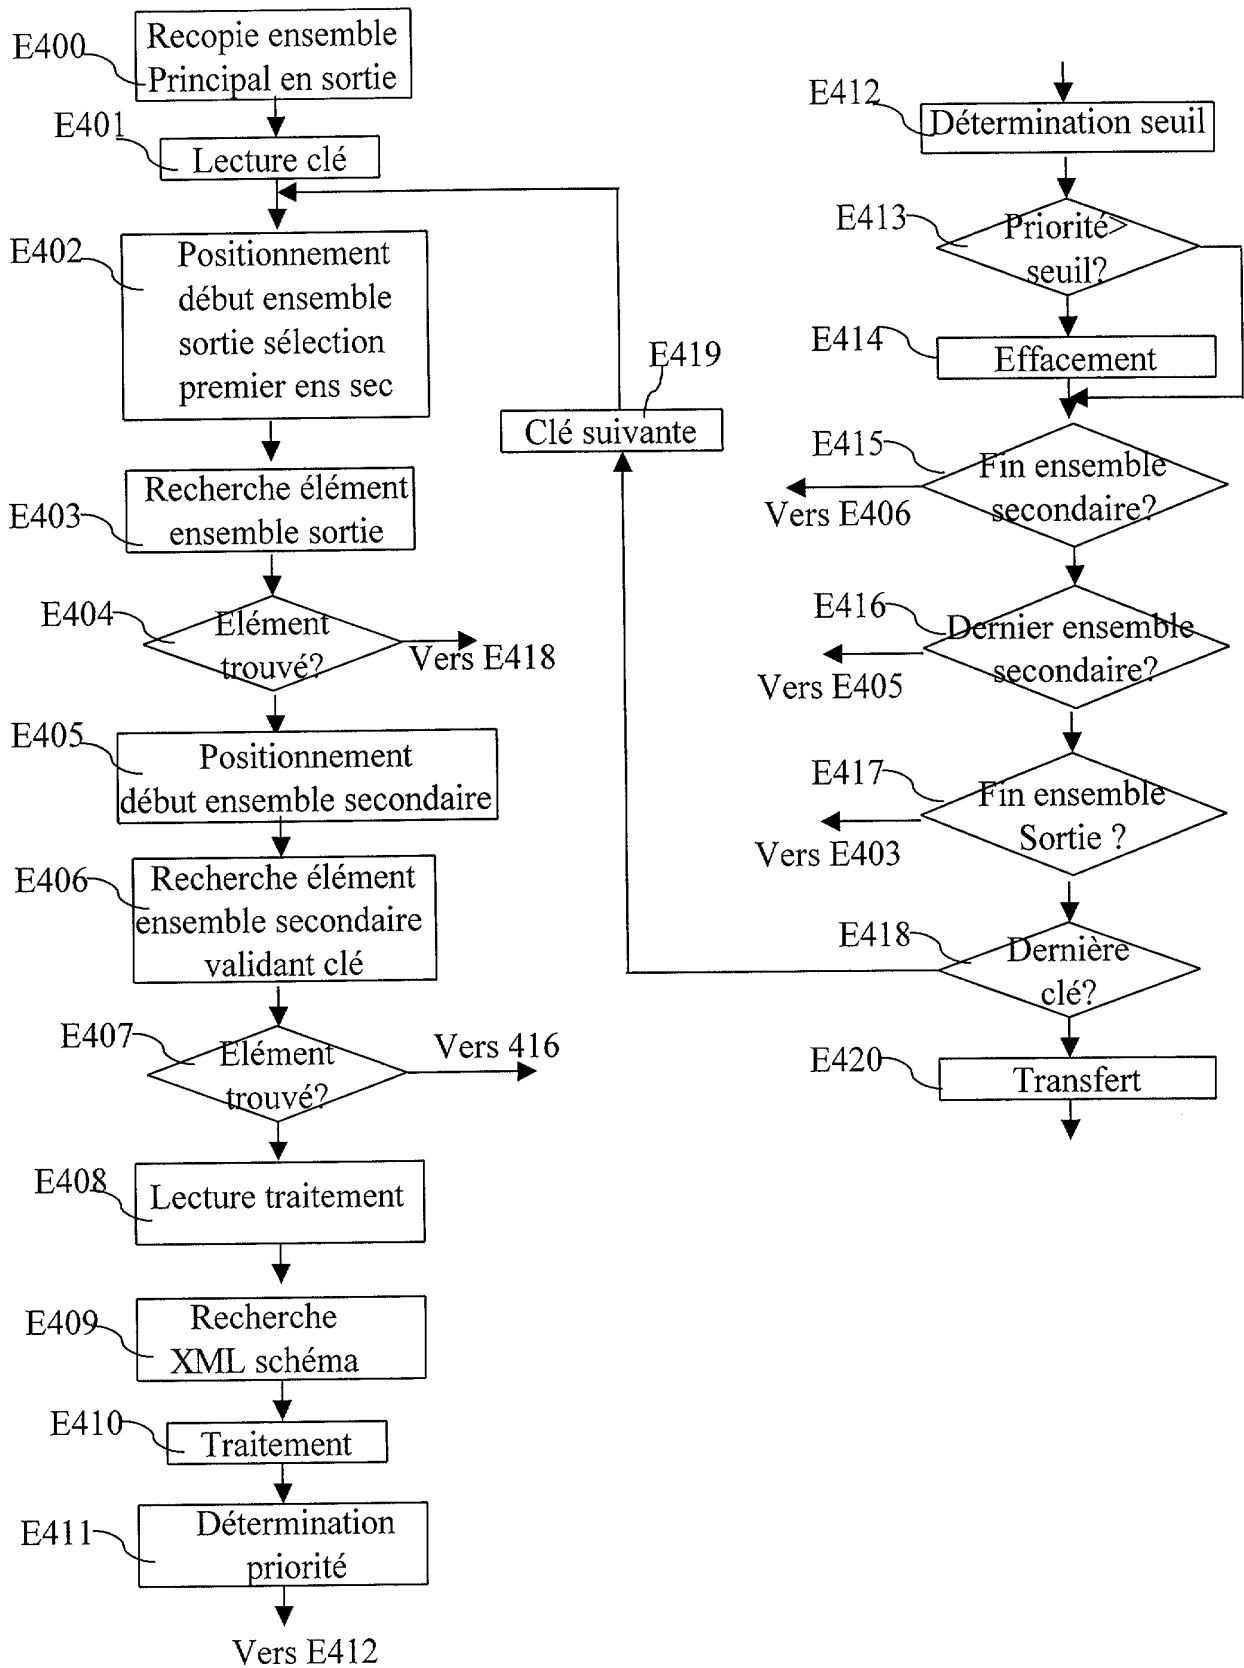 E400
Recopie ensemble
Principal en sortie
E401
Lecture clé
E402
Positionnement
début ensemble
sortie sélection
premier ens sec
E403
Recherche élément
ensemble sortie
E404
Elément
trouvé?
Vers E418
E405
Positionnement
début ensemble secondaire
E406
Recherche élément
ensemble secondaire
validant clé
E407
Elément
trouvé?
Vers 416
E408
Lecture traitement
E409
Recherche
XML schéma
E410
Traitement
E411
Détermination
priorité
Vers E412
E419
Clé suivante
E412
Détermination seuil
E413
Priorité>
seuil?
E414
Effacement
E415
Fin ensemble
secondaire?
Vers E406
E416
Dernier ensemble
secondaire?
Vers E405
E417
Fin ensemble
Sortie ?
Vers E403
E418
Dernière
clé?
E420
Transfert